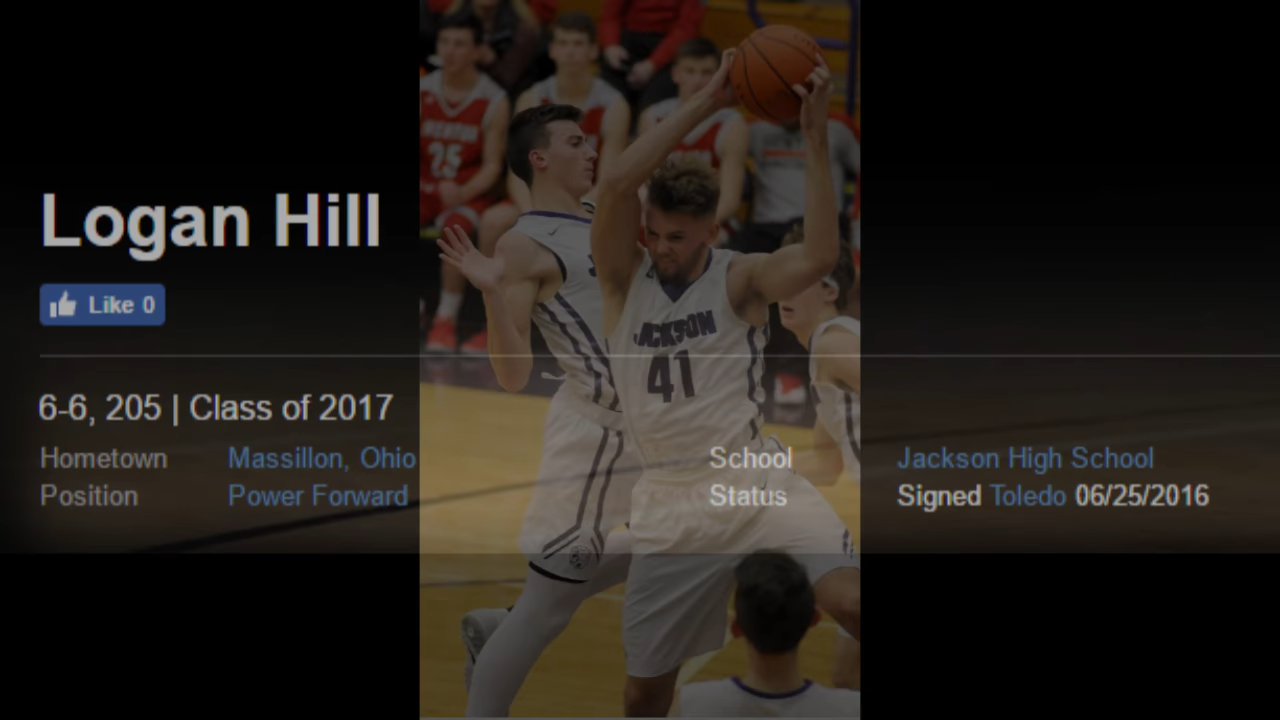 Logan Hill
Like 0
6-6, 205 | Class of 2017
Hometown Massillon, Ohio School Jackson High School
Position Power Forward Status Signed Toledo 06/25/2016
JACKSON
41
25